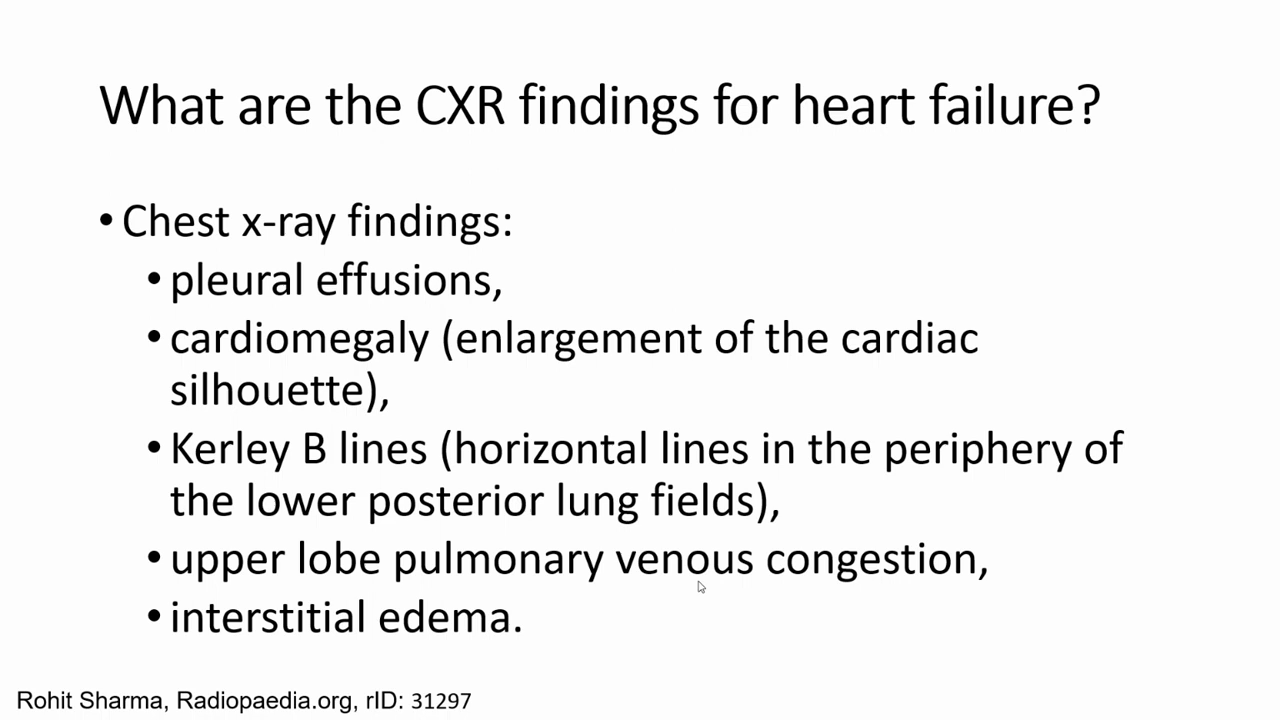 What are the CXR findings for heart failure?
• Chest x-ray findings:
• pleural effusions,
• cardiomegaly (enlargement of the cardiac
silhouette),
• Kerley B lines (horizontal lines in the periphery of
the lower posterior lung fields),
• upper lobe pulmonary venous congestion,
• interstitial edema.
Rohit Sharma, Radiopaedia.org, rID: 31297